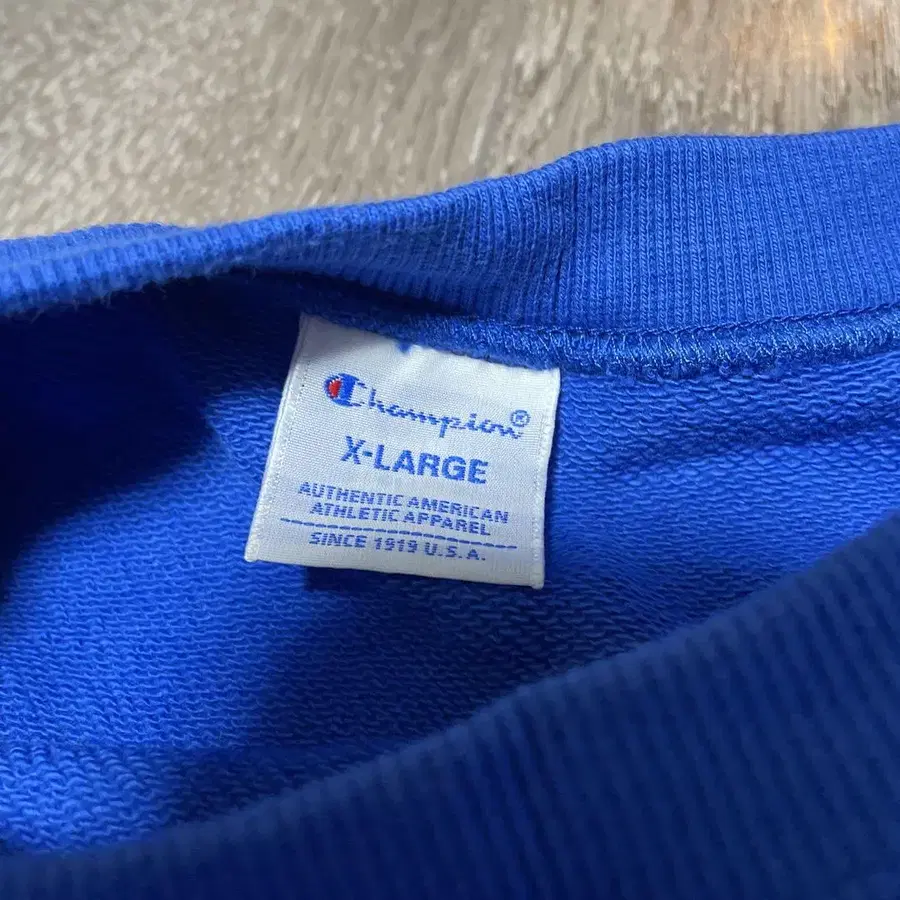 Champion®
X-LARGE
AUTHENTIC AMERICAN
ATHLETIC APPAREL
SINCE 1919 U.S.A.